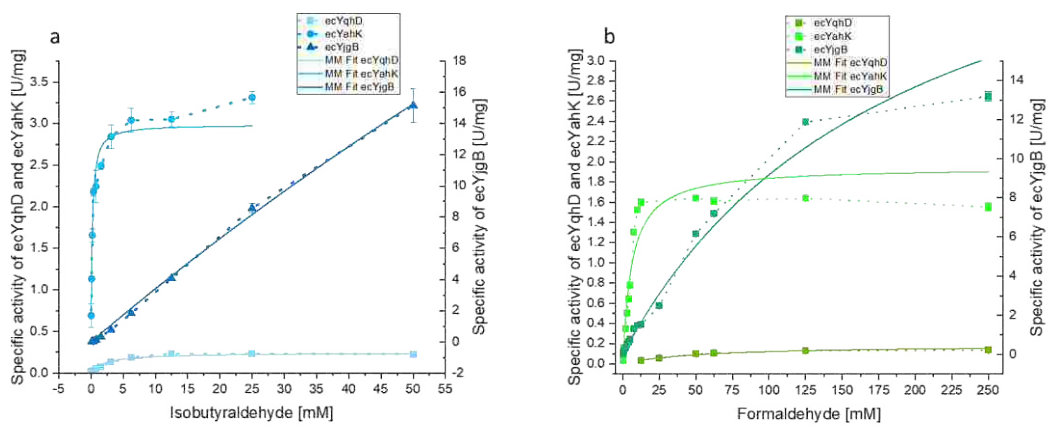 a
ecYqhD
ecYahK
ecYjgB
MM Fit ecYqhD
MM Fit ecYahK
MM Fit ecYjgB
Specific activity of ecYqhD and ecYahK [U/mg]
3.5
3.0
2.5
2.0
1.5
1.0
0.5
0.0
18
16
14
12
10
8
6
4
2
0
-2
Specific activity of ecYjgB [U/mg]
-5 0 5 10 15 20 25 30 35 40 45 50 55
Isobutyraldehyde [mM]
b
ecYqhD
ecYahK
ecYjgB
MM Fit ecYqhD
MM Fit ecYahK
MM Fit ecYjgB
Specific activity of ecYqhD and ecYahK [U/mg]
3.0
2.8
2.6
2.4
2.2
2.0
1.8
1.6
1.4
1.2
1.0
0.8
0.6
0.4
0.2
0.0
14
12
10
8
6
4
2
0
Specific activity of ecYjgB [U/mg]
0 25 50 75 100 125 150 175 200 225 250
Formaldehyde [mM]